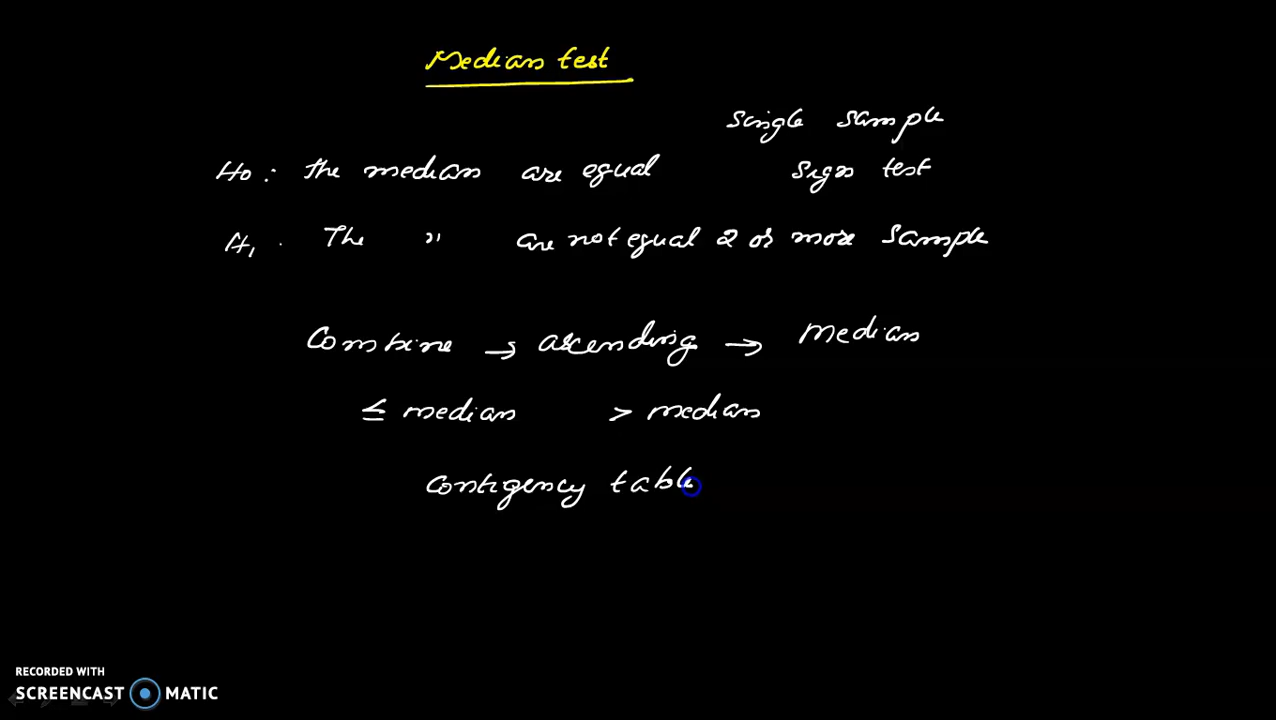 Median test
single sample
Ho: The median are equal sign test
H1. The " are not equal 2 or more sample
Combine → ascending → Median
≤ median > median
contigency table
RECORDED WITH
SCREENCAST MATIC